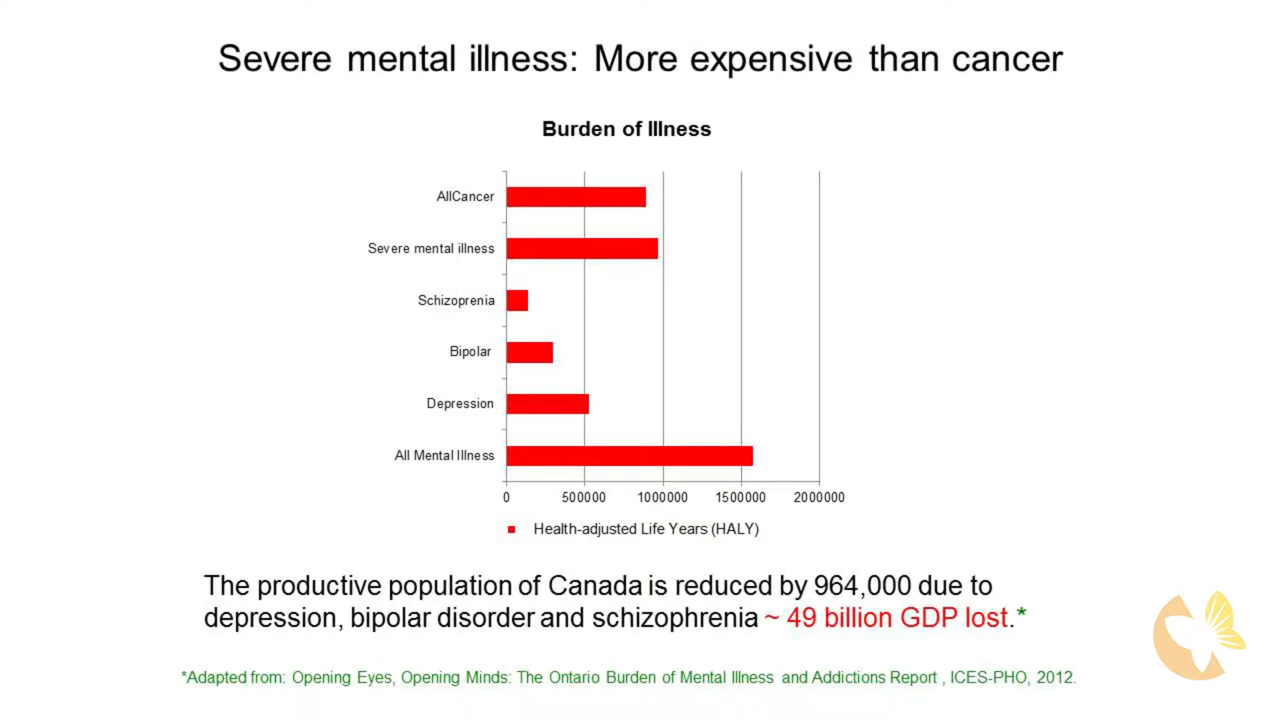 Severe mental illness: More expensive than cancer
Burden of Illness
AllCancer
Severe mental illness
Schizoprenia
Bipolar
Depression
All Mental Illness
0 500000 1000000 1500000 2000000
Health-adjusted Life Years (HALY)
The productive population of Canada is reduced by 964,000 due to
depression, bipolar disorder and schizophrenia ~ 49 billion GDP lost.*
*Adapted from: Opening Eyes, Opening Minds: The Ontario Burden of Mental Illness and Addictions Report , ICES-PHO, 2012.